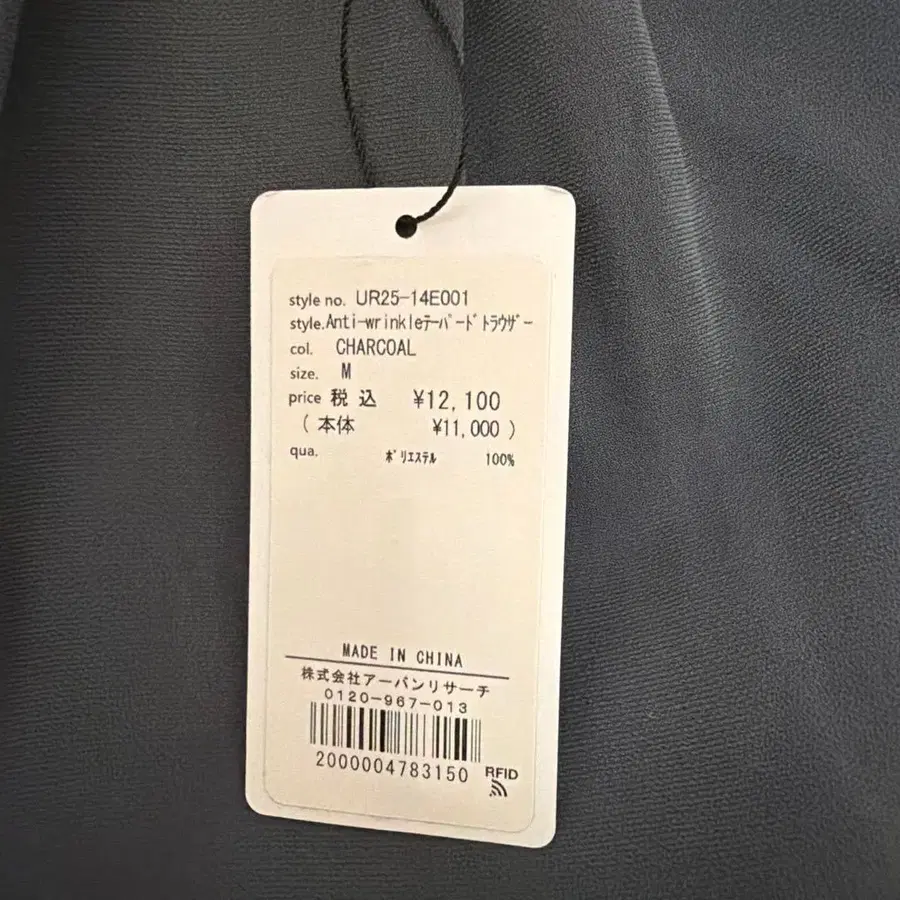 style no. UR25-14E001
style. Anti-wrinkleﾃｰﾊﾟｰﾄﾞﾄﾗｳｻﾞｰ
col. CHARCOAL
size. M
price 税 込 ¥12,100
( 本体 ¥11,000 )
qua. ﾎﾟﾘｴｽﾃﾙ 100%
MADE IN CHINA
株式会社アーバンリサーチ
0120-967-013
2000004783150
RFID